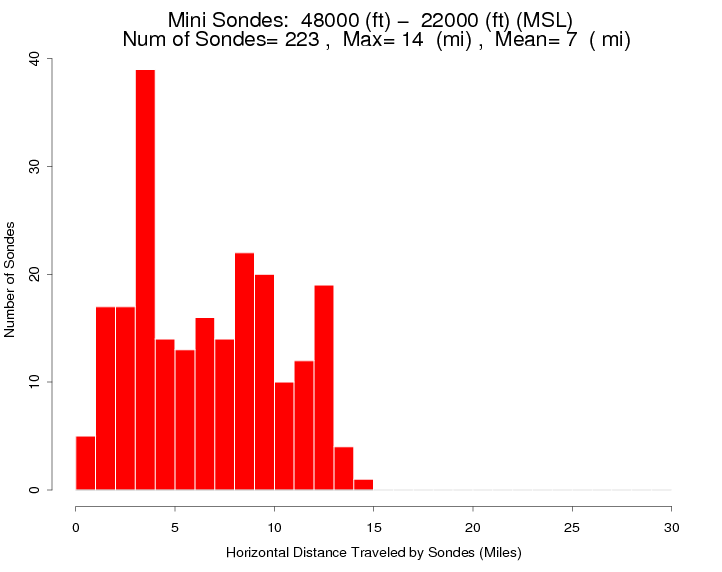 Mini Sondes:  48000 (ft) −  22000 (ft) (MSL)
Num of Sondes= 223 ,  Max= 14  (mi) ,  Mean= 7  ( mi)
Number of Sondes
40
30
20
10
0
0 5 10 15 20 25 30
Horizontal Distance Traveled by Sondes (Miles)